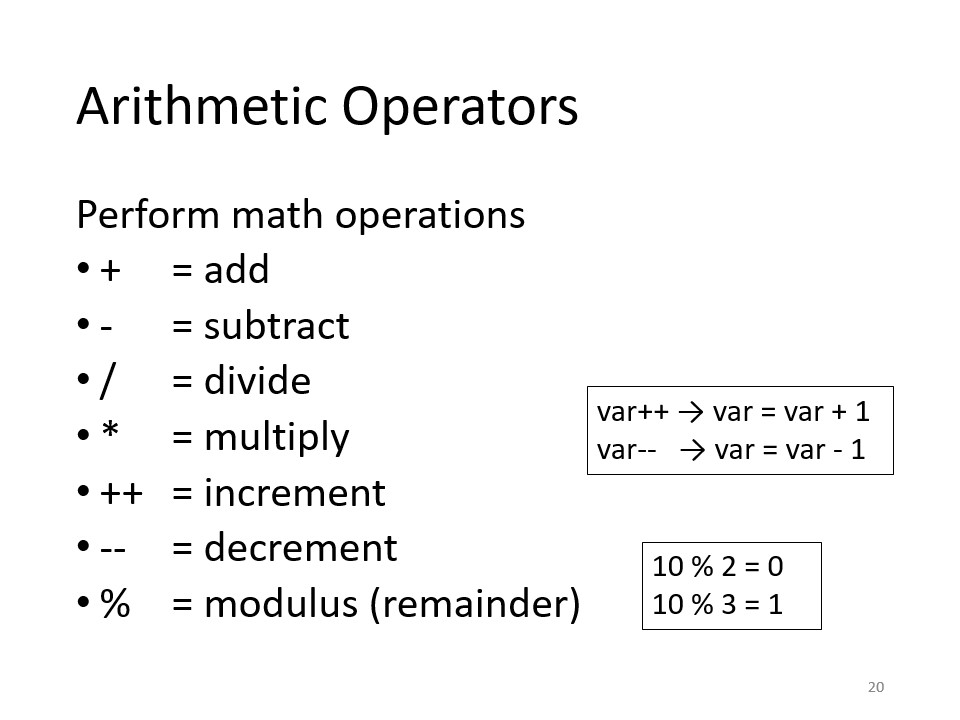 Arithmetic Operators
Perform math operations
• + = add
• - = subtract
• / = divide
• * = multiply
• ++ = increment
• -- = decrement
• % = modulus (remainder)
var++ → var = var + 1
var-- → var = var - 1
10 % 2 = 0
10 % 3 = 1
20